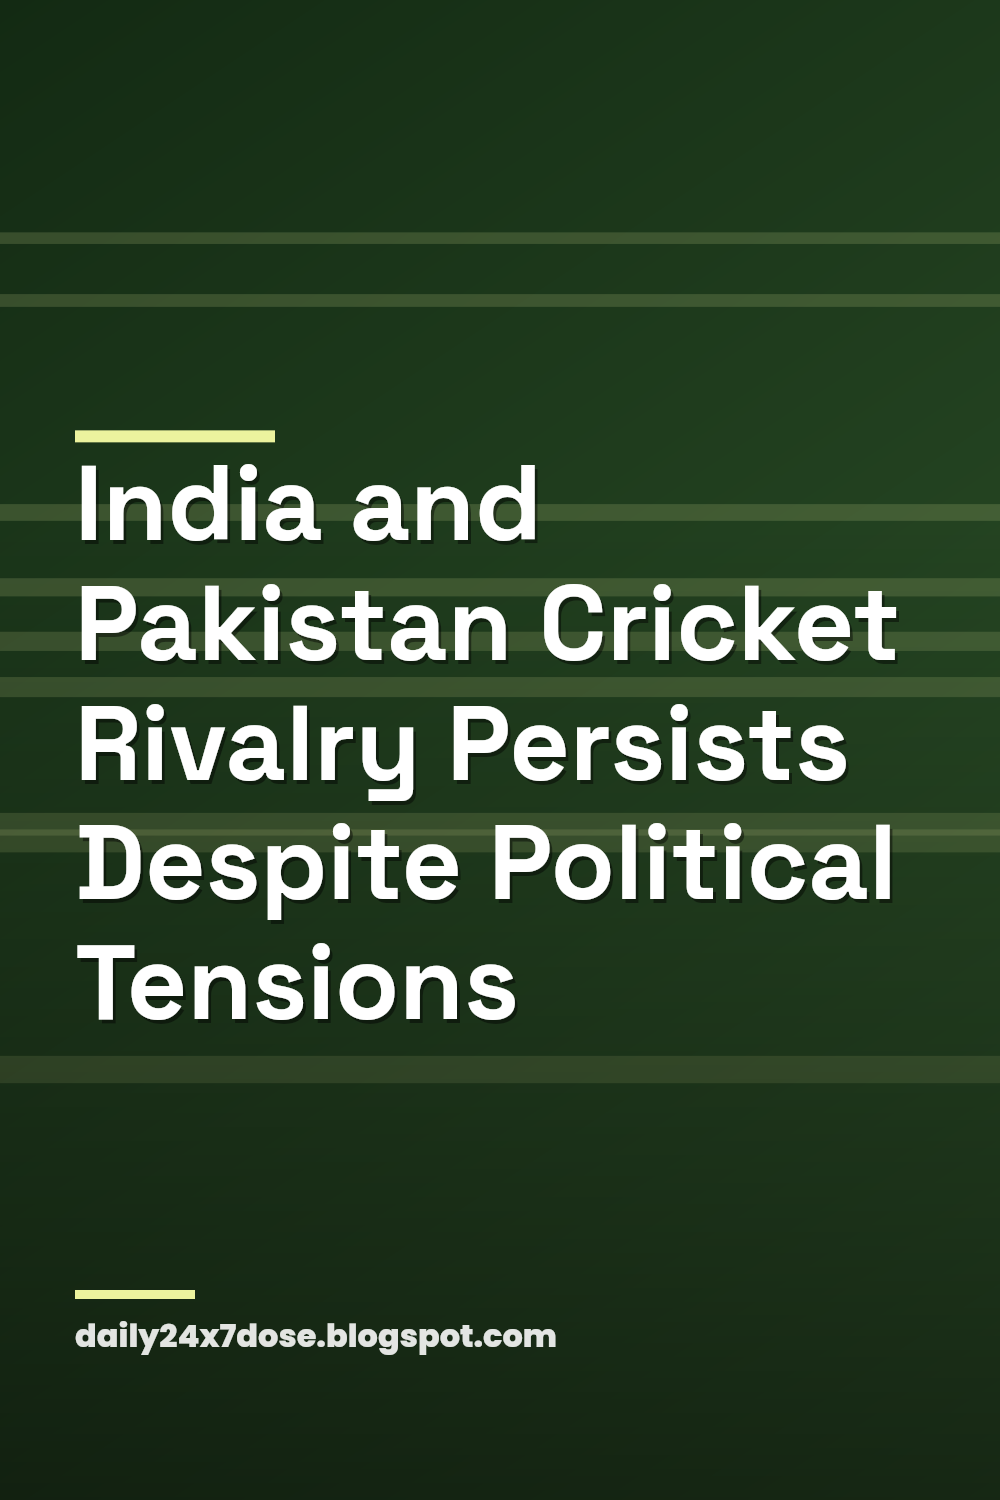 India and
Pakistan Cricket
Rivalry Persists
Despite Political
Tensions
daily24x7dose.blogspot.com